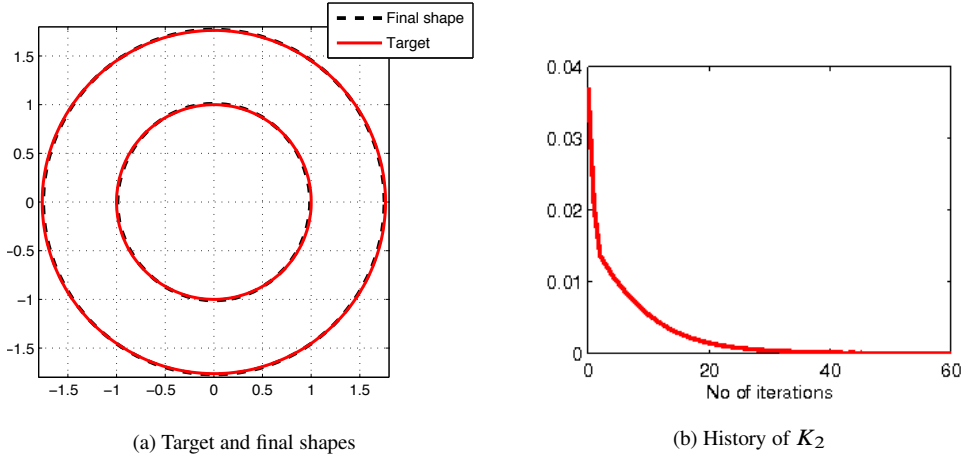 Final shape
Target
1.5
1
0.5
0
−0.5
−1
−1.5
−1.5 −1 −0.5 0 0.5 1 1.5
(a) Target and final shapes
0.04
0.03
0.02
0.01
0
0 20 40 60
No of iterations
(b) History of K2